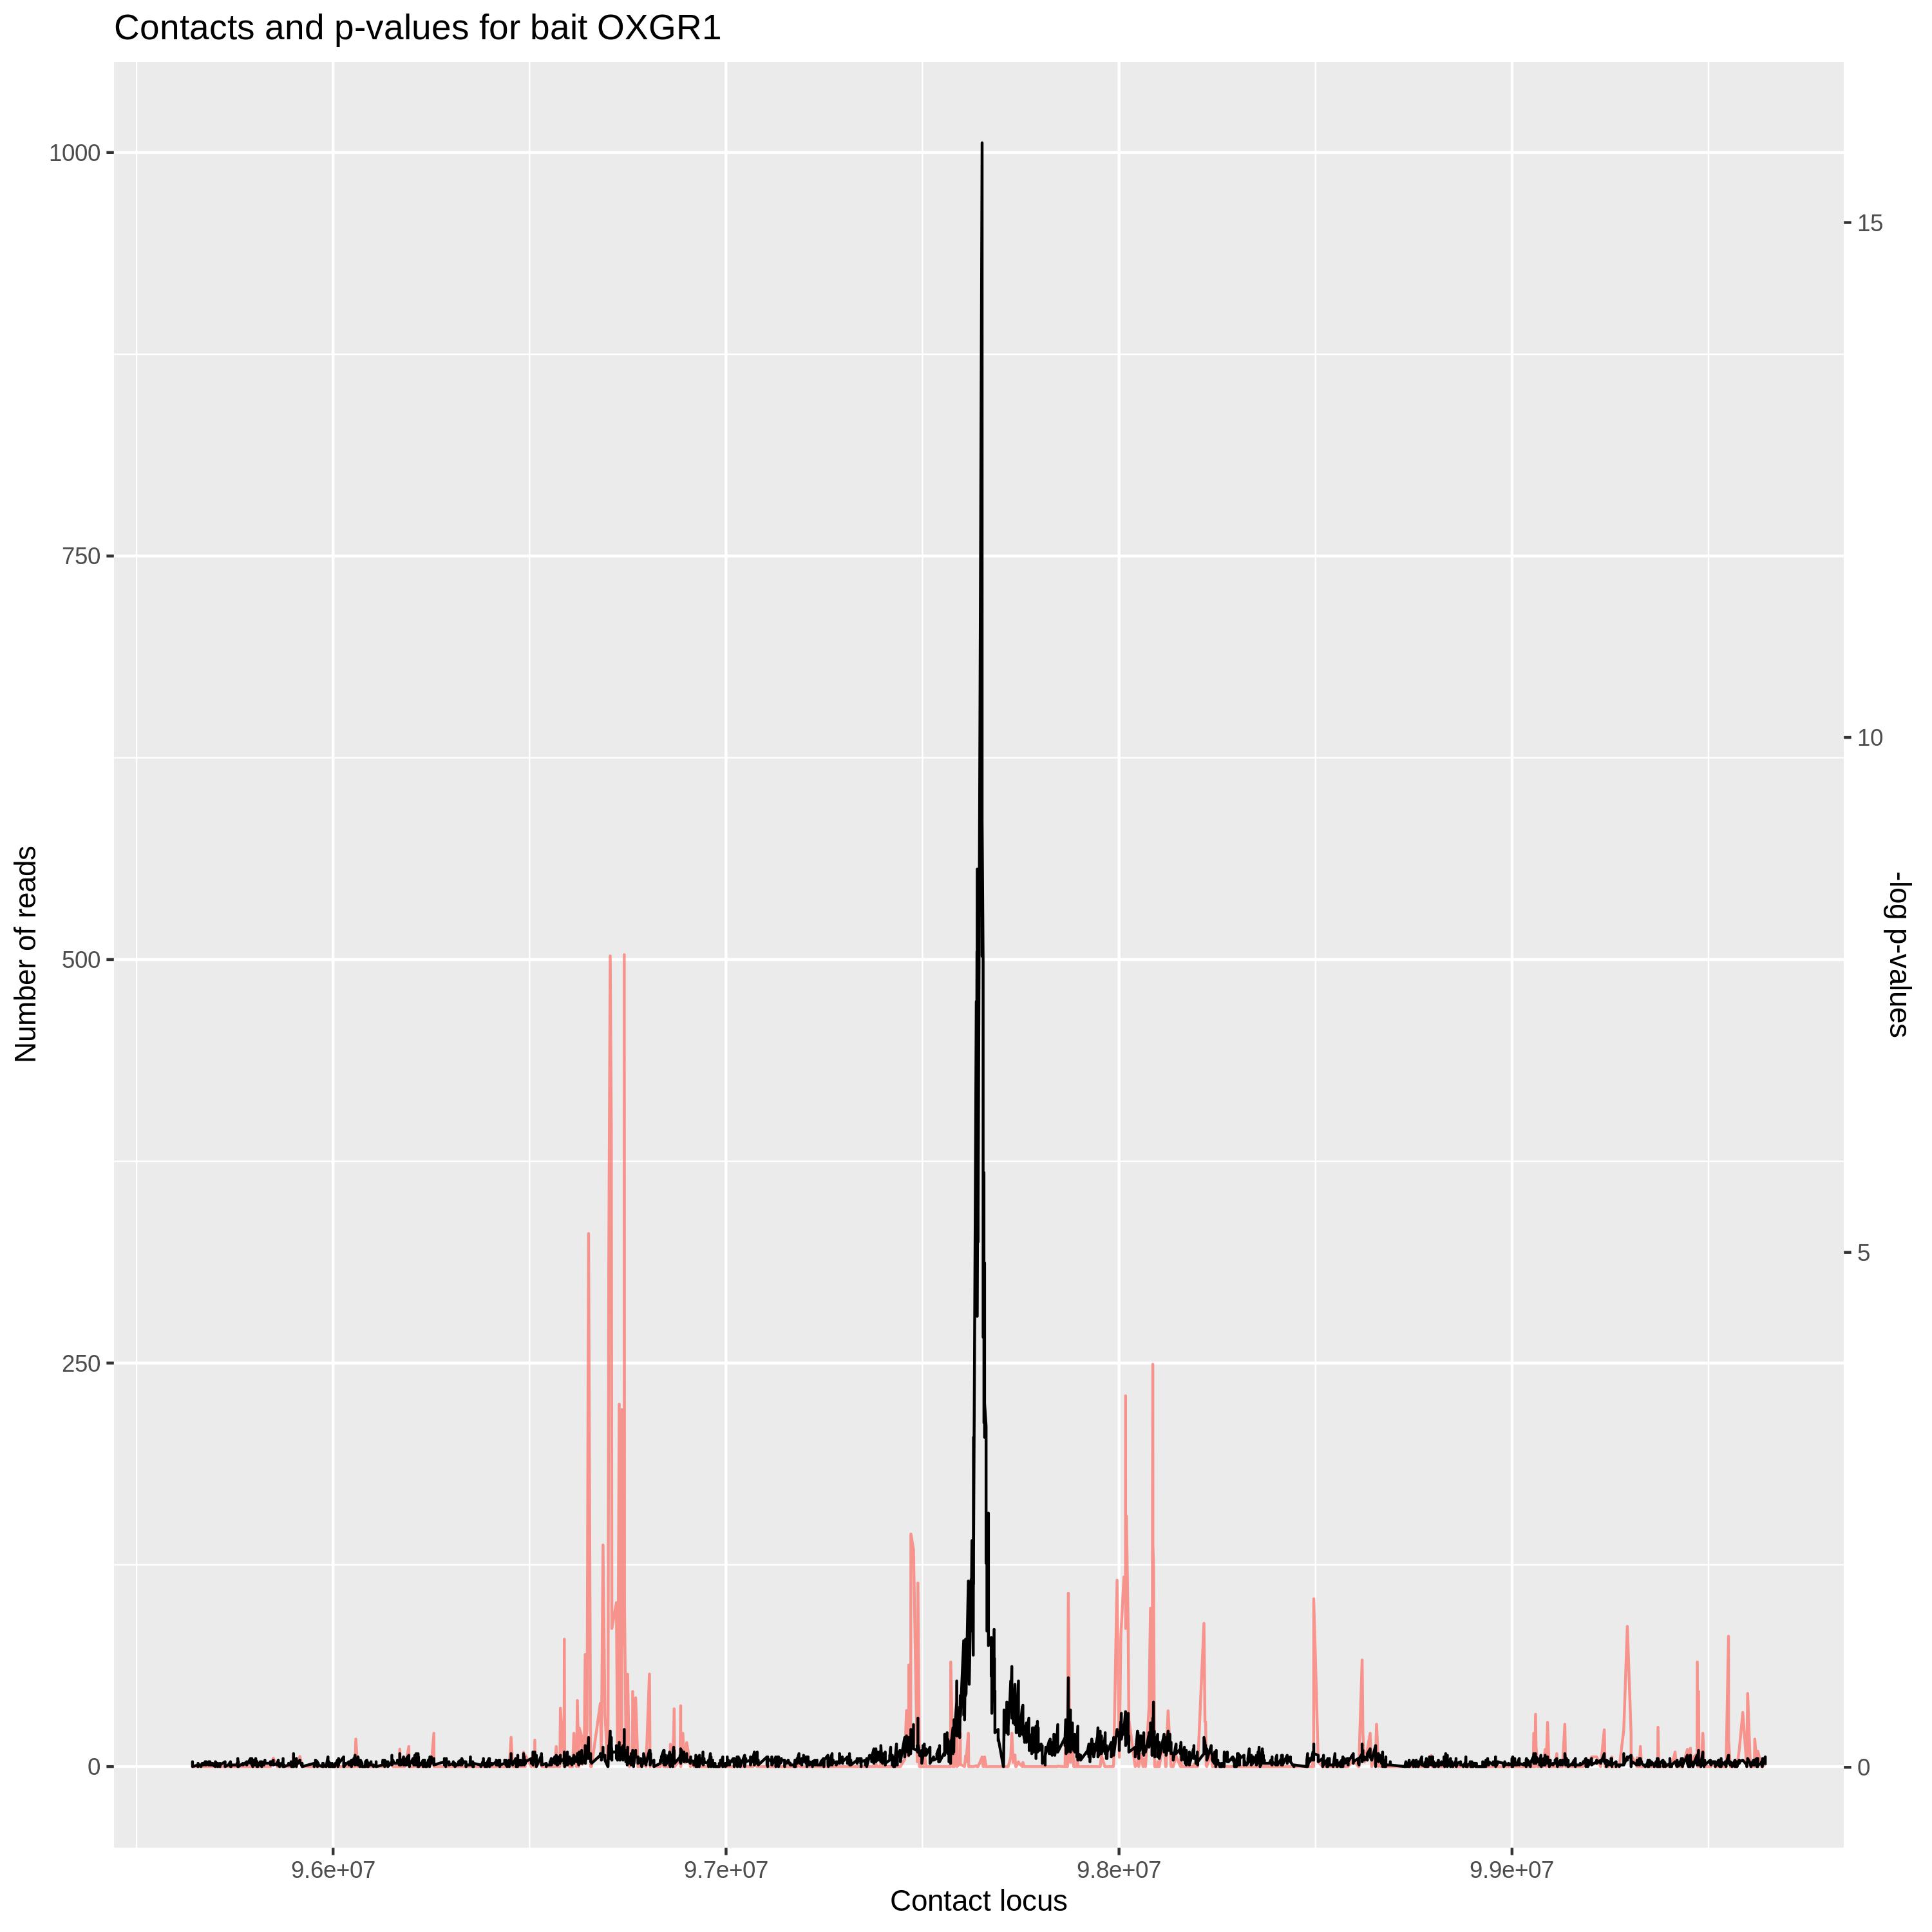 Contacts and p-values for bait OXGR1
1000
750
500
250
0
Number of reads
15
10
5
0
-log p-values
9.6e+07
9.7e+07
9.8e+07
9.9e+07
Contact locus